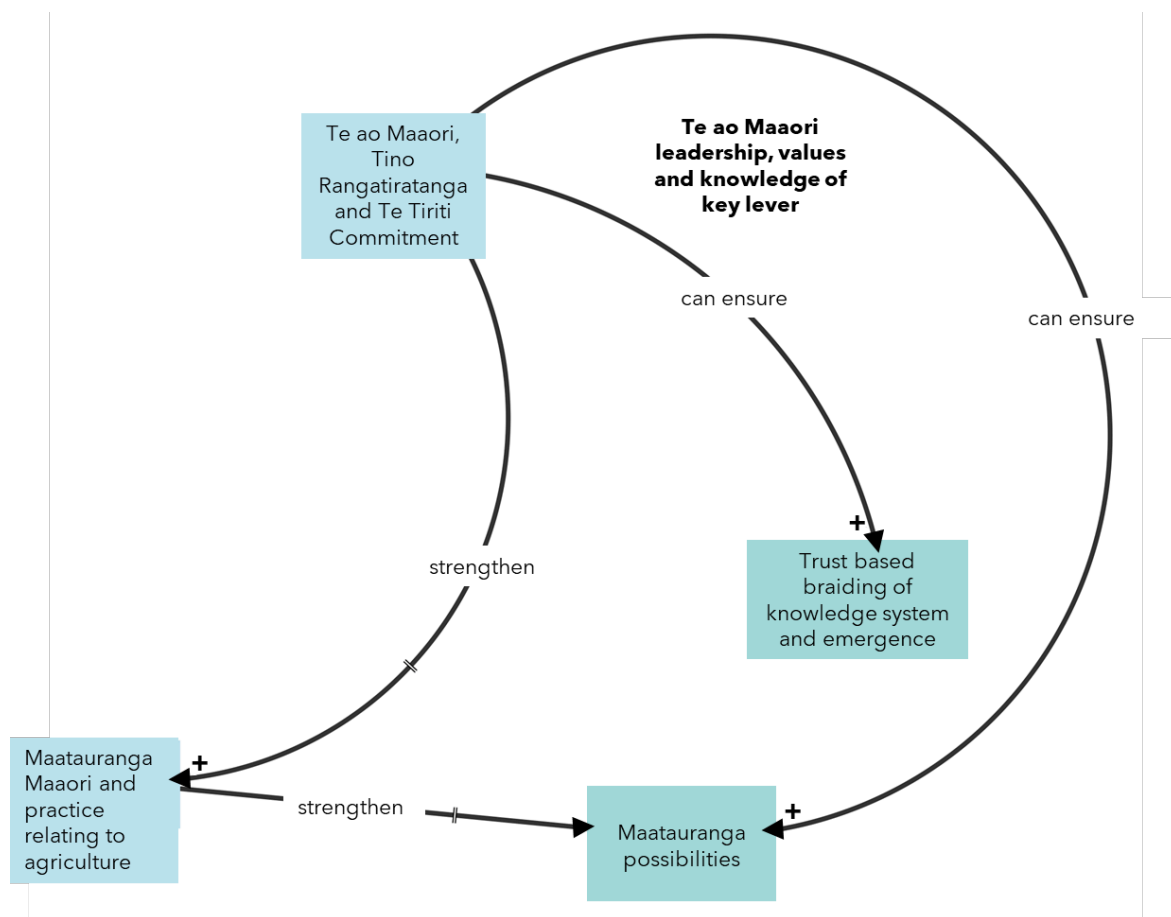 Te ao Maaori,
Tino
Rangatiratanga
and Te Tiriti
Commitment
Te ao Maaori
leadership, values
and knowledge of
key lever
can ensure
can ensure
+
Trust based
braiding of
knowledge system
and emergence
strengthen
+
Maatauranga
Maaori and
practice
relating to
agriculture
strengthen
+
Maatauranga
possibilities